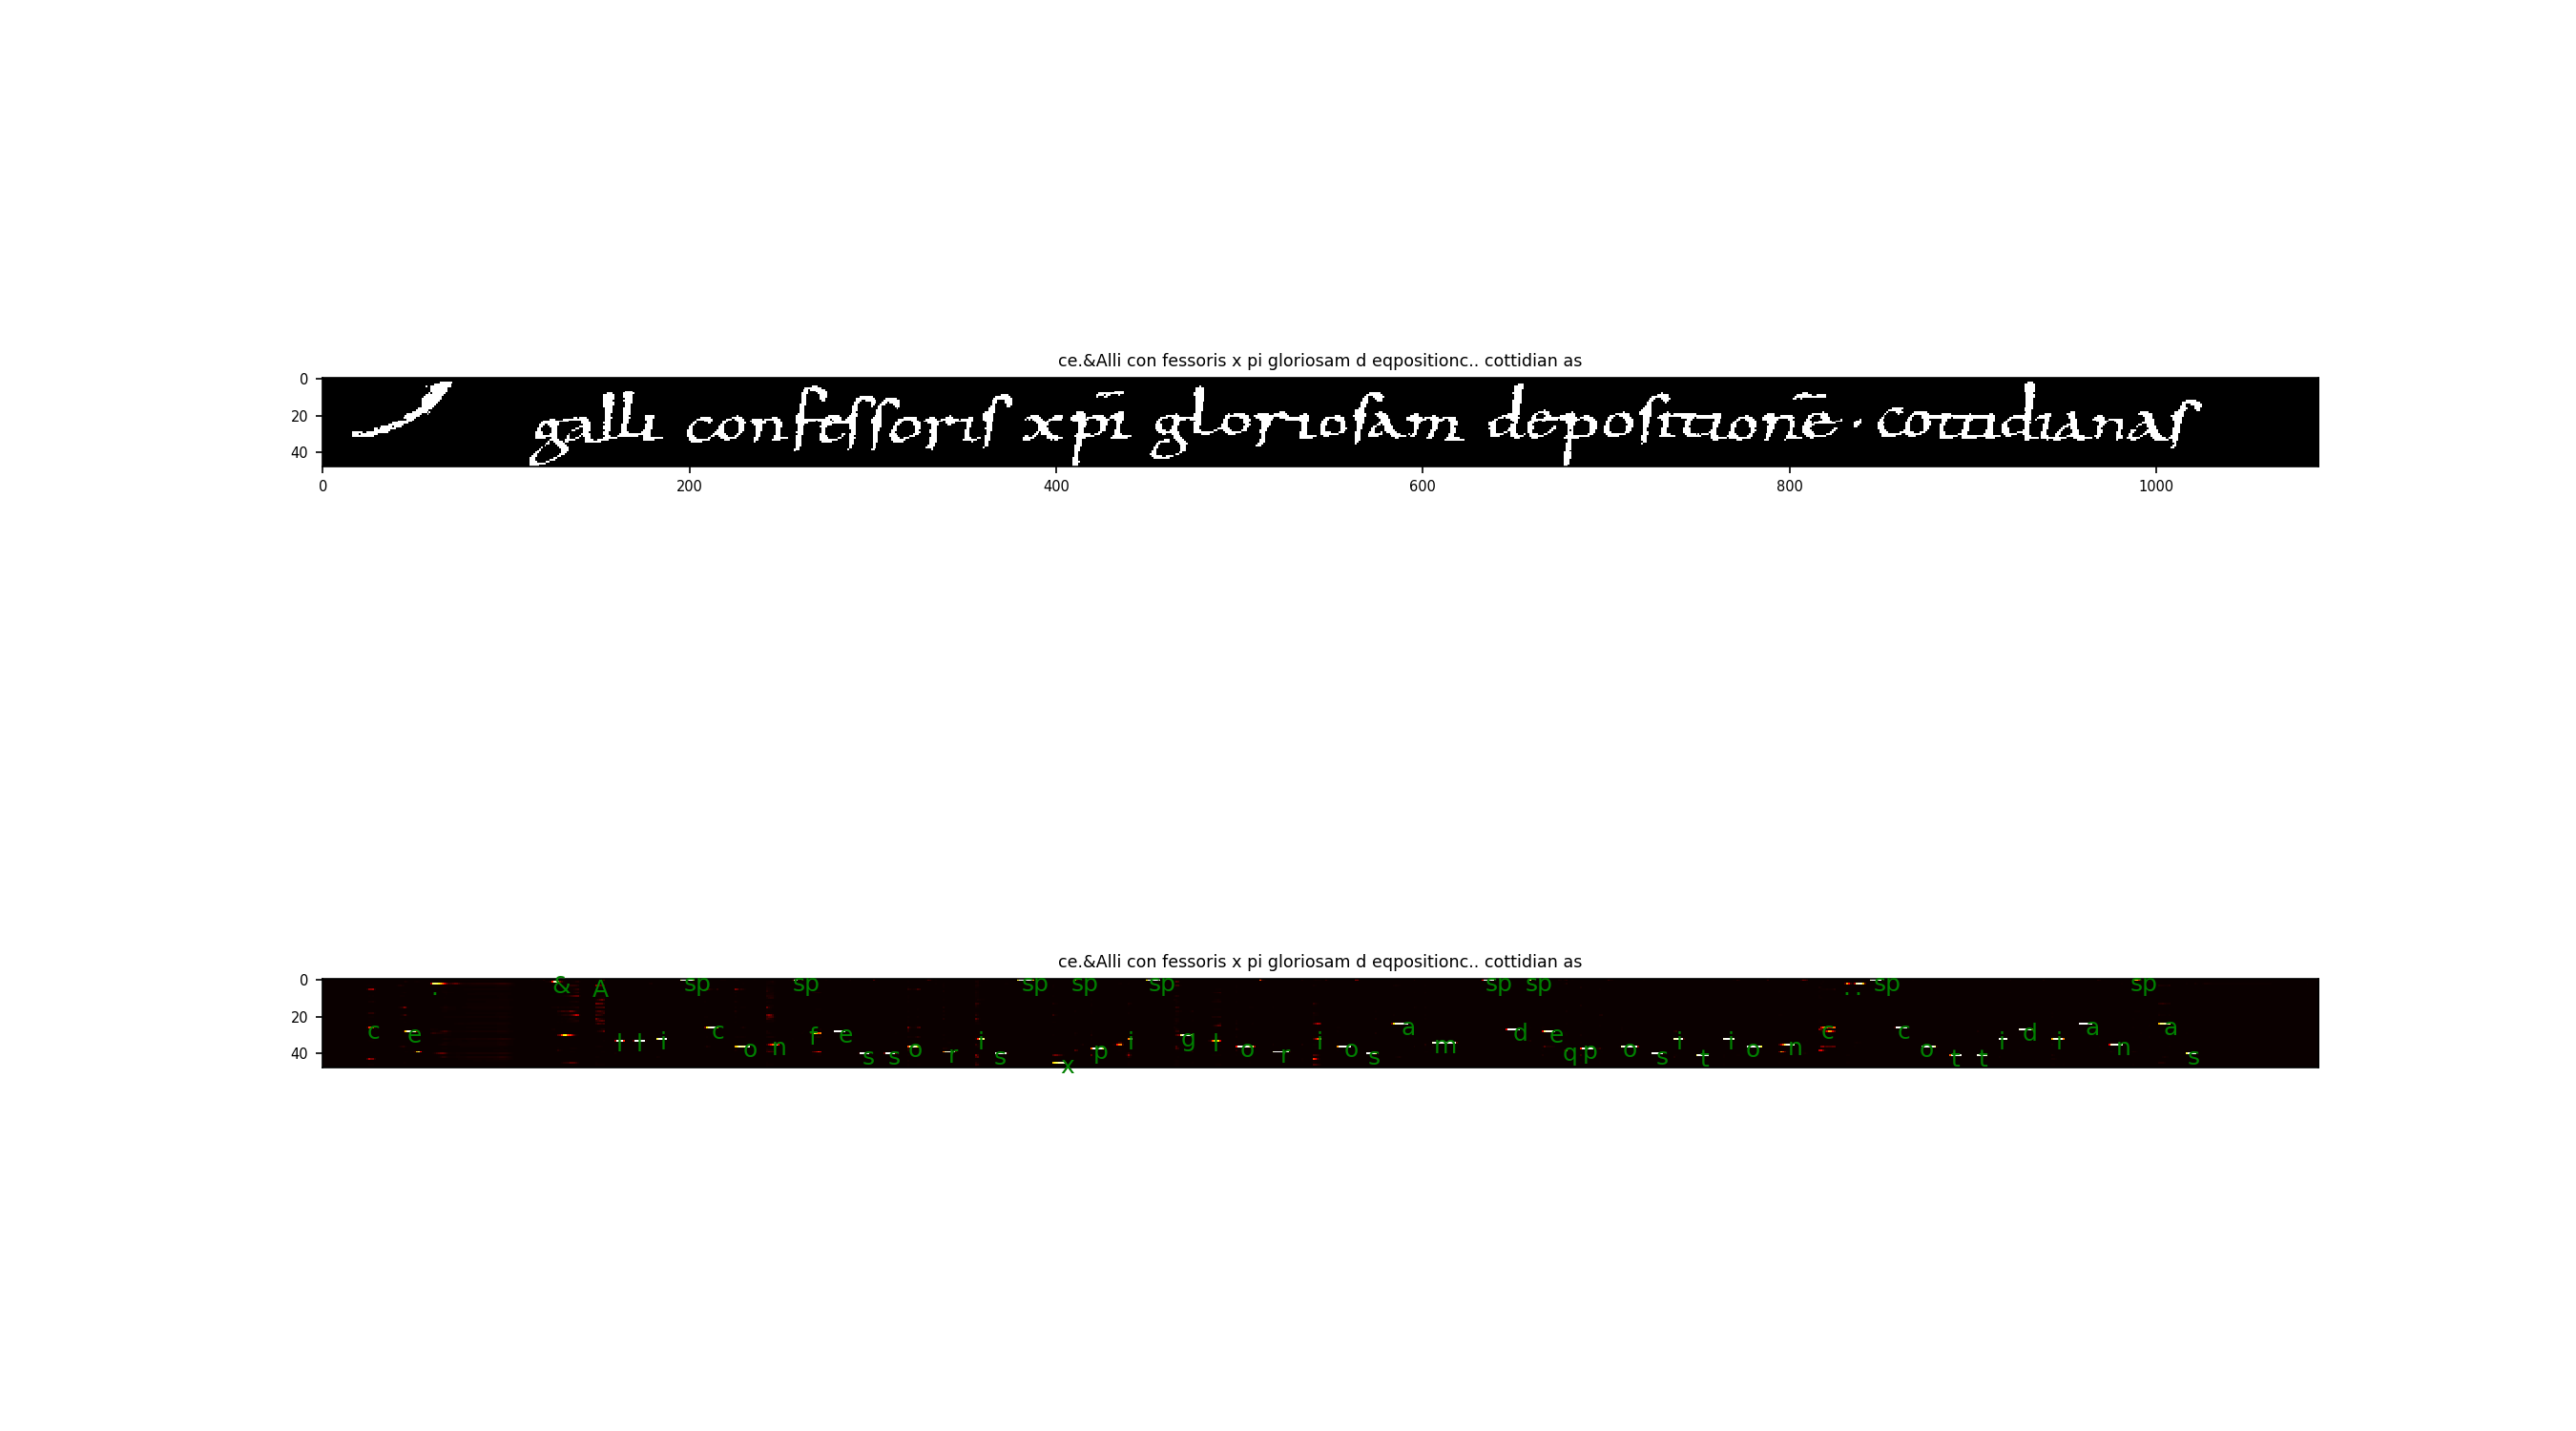 ce.&Alli con fessoris x pi gloriosam d eqpositionc.. cottidian as
0
20
40
galli confessoris xpī gloriosam depositionē · cottidianas
0 200 400 600 800 1000
ce.&Alli con fessoris x pi gloriosam d eqpositionc.. cottidian as
0
20
40
c e . & A l l i sp c o n sp f e s s o r i s sp x sp p i sp g l o r i o s a m sp d sp e q p o s i t i o n c . . sp c o t t i d i a n sp a s